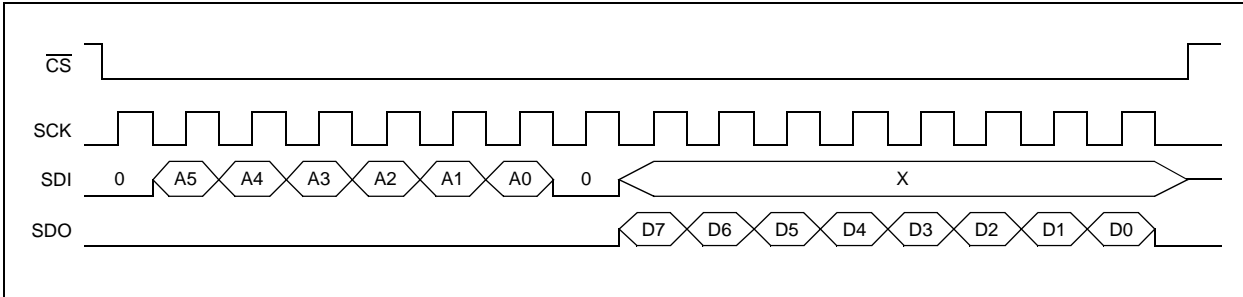 CS
SCK
SDI 0 A5 A4 A3 A2 A1 A0 0 X
SDO D7 D6 D5 D4 D3 D2 D1 D0